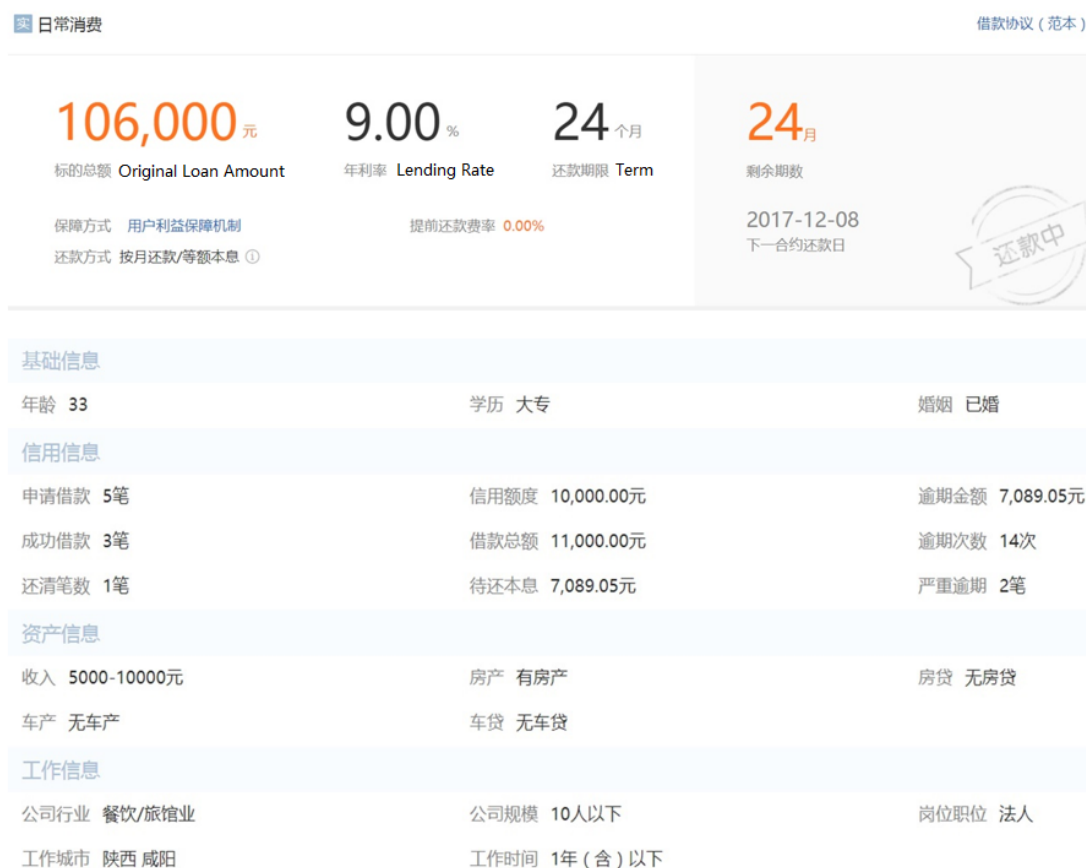 实 日常消费 借款协议 ( 范本 )
106,000 元 9.00 % 24 个月 24 月
标的总额 Original Loan Amount 年利率 Lending Rate 还款期限 Term 剩余期数
保障方式 用户利益保障机制 提前还款费率 0.00% 2017-12-08
还款方式 按月还款/等额本息 下一合约还款日
还款中
基础信息
年龄 33 学历 大专 婚姻 已婚
信用信息
申请借款 5笔 信用额度 10,000.00元 逾期金额 7,089.05元
成功借款 3笔 借款总额 11,000.00元 逾期次数 14次
还清笔数 1笔 待还本息 7,089.05元 严重逾期 2笔
资产信息
收入 5000-10000元 房产 有房产 房贷 无房贷
车产 无车产 车贷 无车贷
工作信息
公司行业 餐饮/旅馆业 公司规模 10人以下 岗位职位 法人
工作城市 陕西 咸阳 工作时间 1年 ( 含 ) 以下